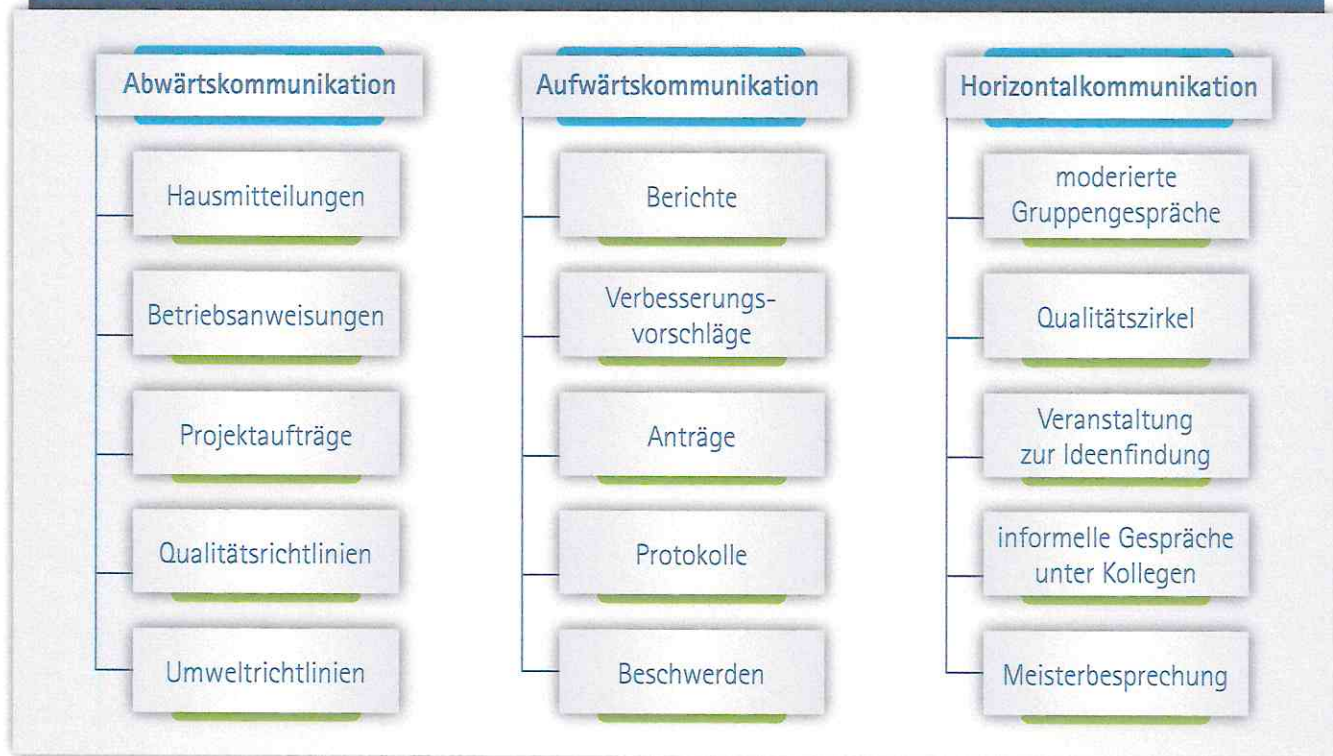 Abwärtskommunikation
Hausmitteilungen
Betriebsanweisungen
Projektaufträge
Qualitätsrichtlinien
Umweltrichtlinien
Aufwärtskommunikation
Berichte
Verbesserungs-
vorschläge
Anträge
Protokolle
Beschwerden
Horizontalkommunikation
moderierte
Gruppengespräche
Qualitätszirkel
Veranstaltung
zur Ideenfindung
informelle Gespräche
unter Kollegen
Meisterbesprechung